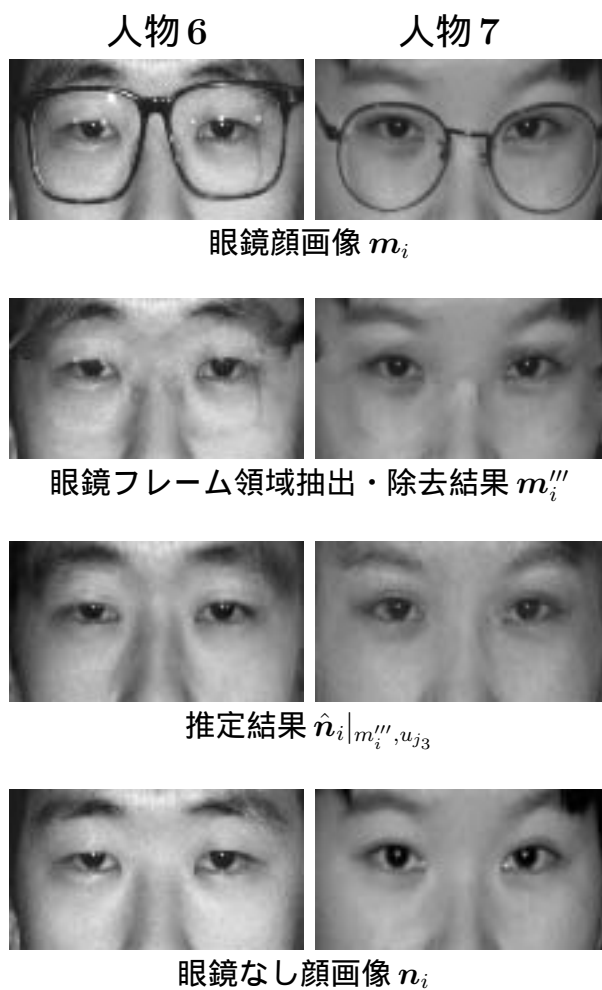 人物 6 人物 7
眼鏡顔画像 $m_i$
眼鏡フレーム領域抽出・除去結果 $m_i'''$
推定結果 $\hat{n}_i|_{m_i''',u_{j_3}}$
眼鏡なし顔画像 $n_i$